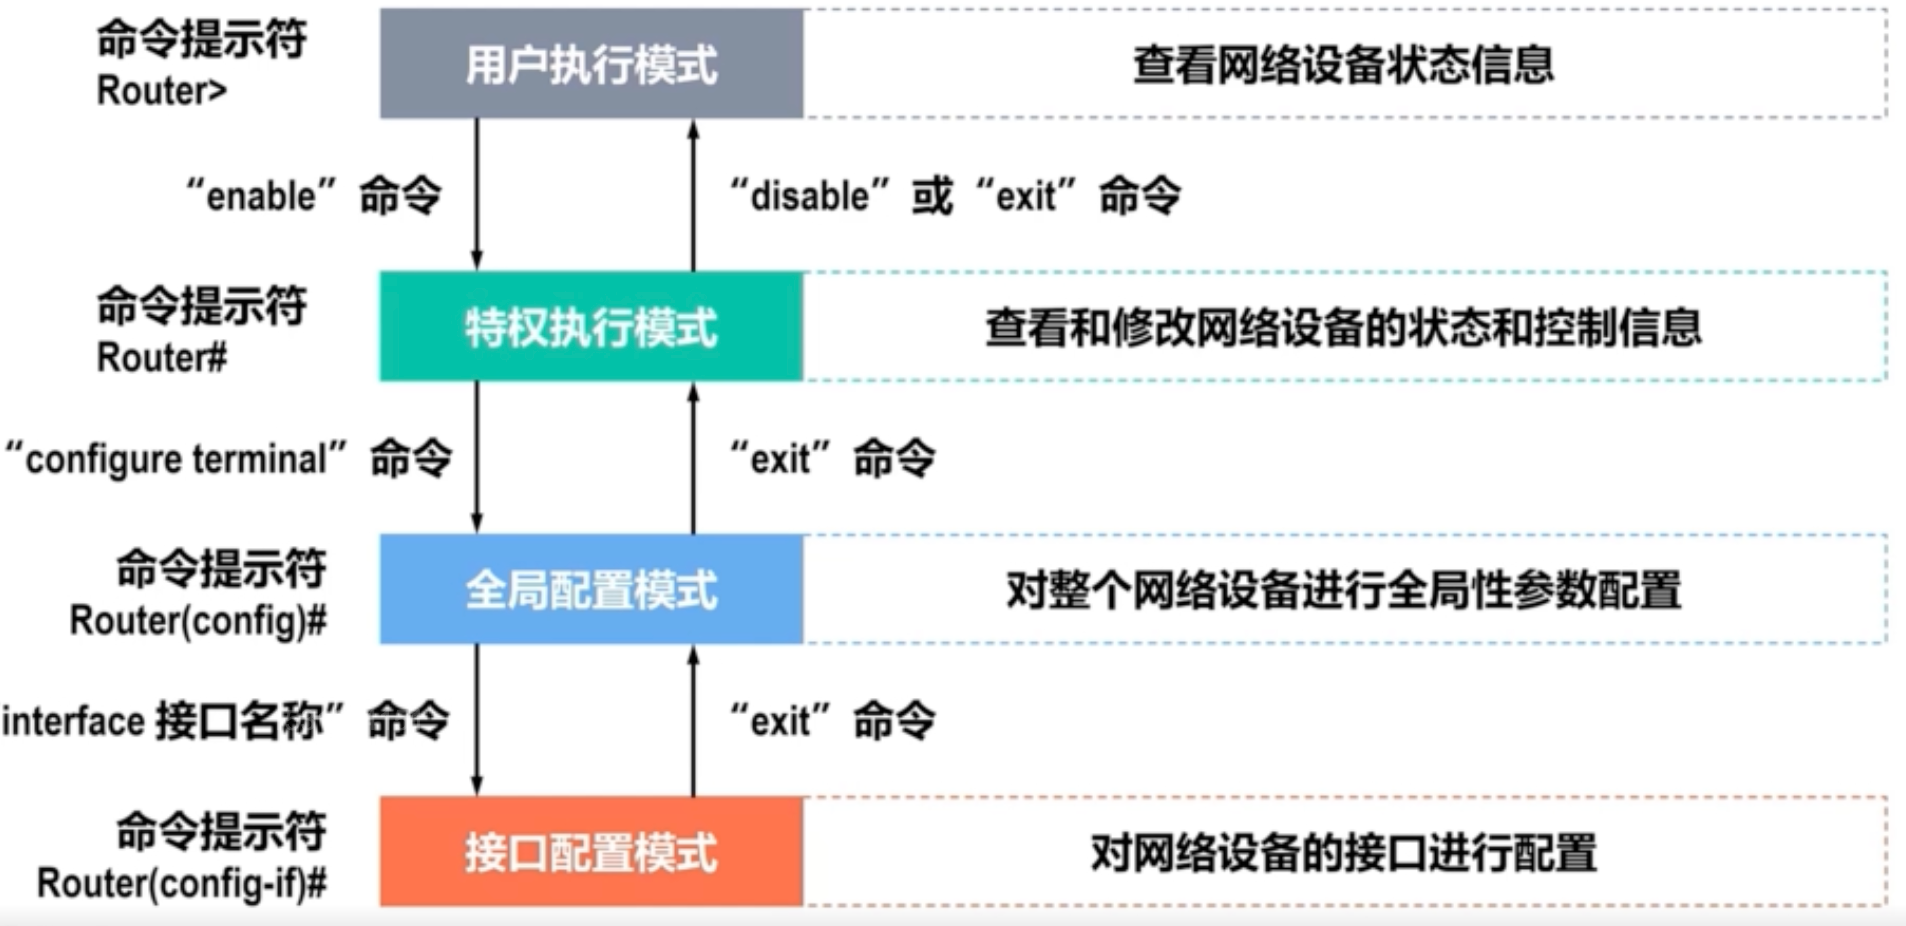 命令提示符
Router>
用户执行模式
查看网络设备状态信息
“enable” 命令
“disable” 或 “exit” 命令
命令提示符
Router#
特权执行模式
查看和修改网络设备的状态和控制信息
“configure terminal” 命令
“exit” 命令
命令提示符
Router(config)#
全局配置模式
对整个网络设备进行全局性参数配置
interface 接口名称” 命令
“exit” 命令
命令提示符
Router(config-if)#
接口配置模式
对网络设备的接口进行配置